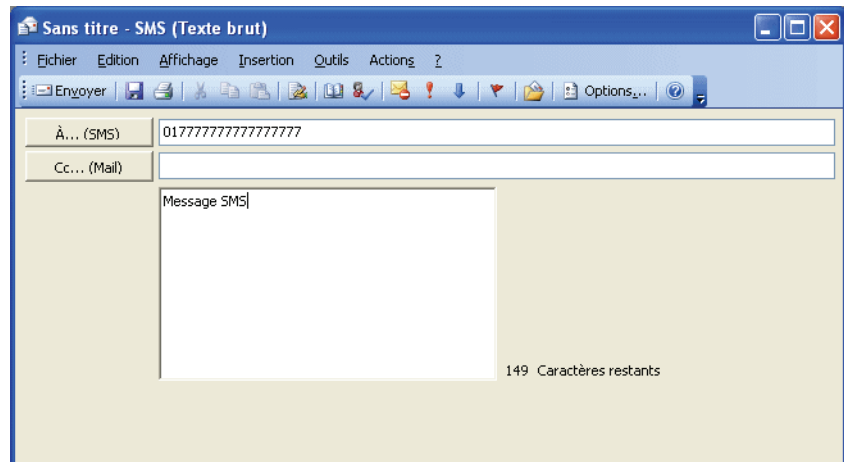 Sans titre - SMS (Texte brut)
Fichier Edition Affichage Insertion Outils Actions ?
Envoyer Options...
À... (SMS) 017777777777777777
Cc... (Mail)
Message SMS
149 Caractères restants